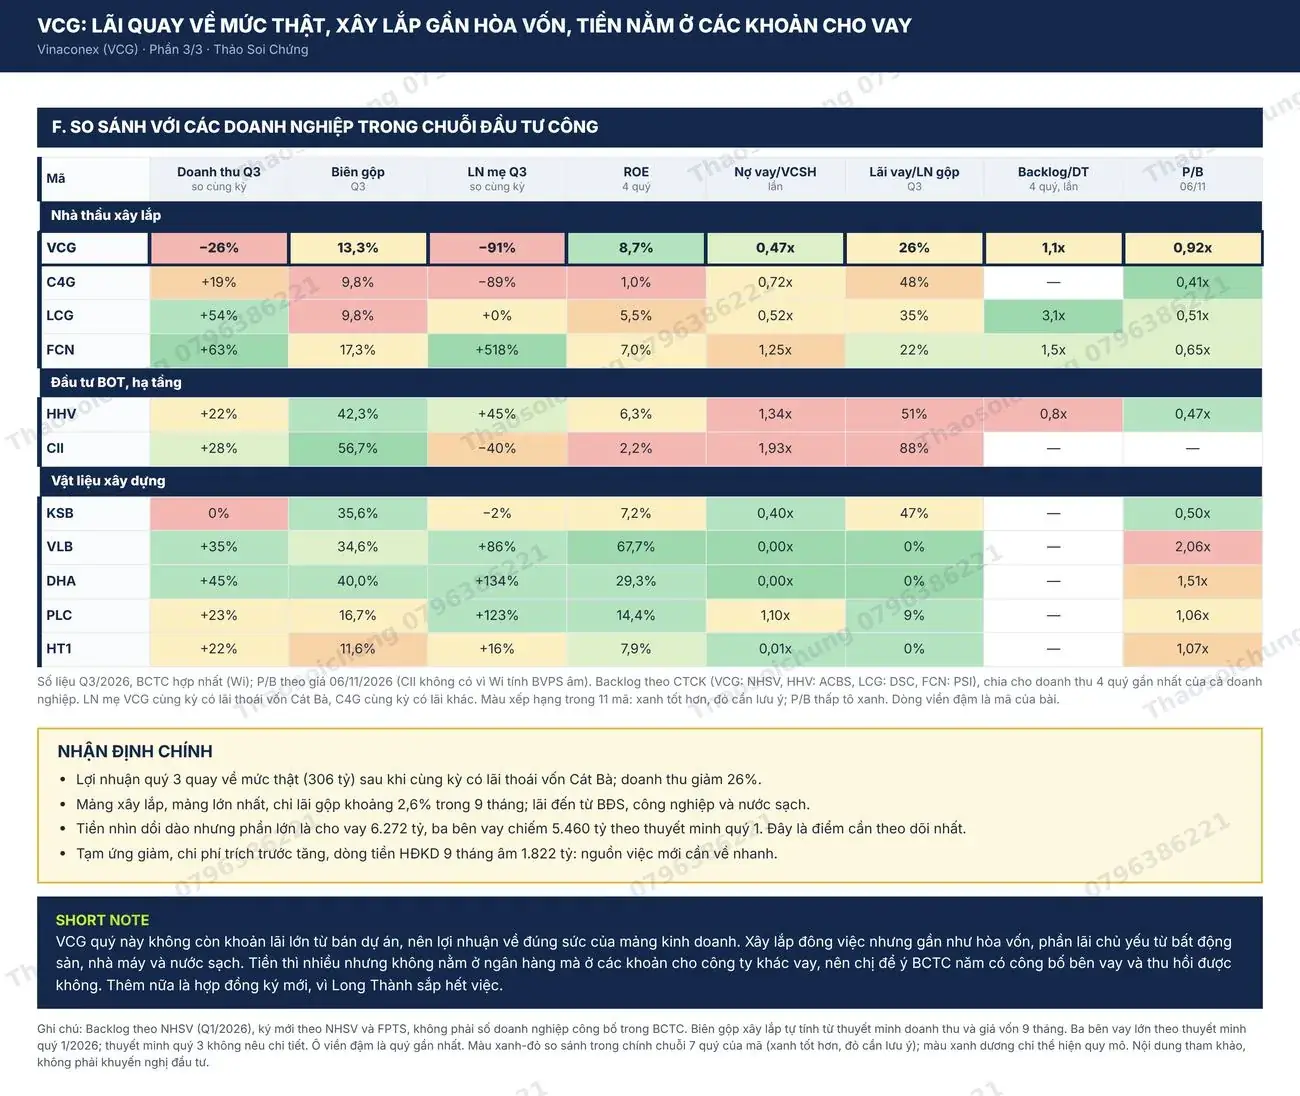 VCG: LÃI QUAY VỀ MỨC THẬT, XÂY LẮP GẦN HÒA VỐN, TIỀN NẰM Ở CÁC KHOẢN CHO VAY
Vinaconex (VCG) · Phần 3/3 · Thảo Soi Chứng
F. SO SÁNH VỚI CÁC DOANH NGHIỆP TRONG CHUỖI ĐẦU TƯ CÔNG
Mã Doanh thu Q3 so cùng kỳ Biên gộp Q3 LN mẹ Q3 so cùng kỳ ROE 4 quý Nợ vay/VCSH lần Lãi vay/LN gộp Q3 Backlog/DT 4 quý, lần P/B 06/11
Nhà thầu xây lắp
VCG −26% 13,3% −91% 8,7% 0,47x 26% 1,1x 0,92x
C4G +19% 9,8% −89% 1,0% 0,72x 48% — 0,41x
LCG +54% 9,8% +0% 5,5% 0,52x 35% 3,1x 0,51x
FCN +63% 17,3% +518% 7,0% 1,25x 22% 1,5x 0,65x
Đầu tư BOT, hạ tầng
HHV +22% 42,3% +45% 6,3% 1,34x 51% 0,8x 0,47x
CII +28% 56,7% −40% 2,2% 1,93x 88% — —
Vật liệu xây dựng
KSB 0% 35,6% −2% 7,2% 0,40x 47% — 0,50x
VLB +35% 34,6% +86% 67,7% 0,00x 0% — 2,06x
DHA +45% 40,0% +134% 29,3% 0,00x 0% — 1,51x
PLC +23% 16,7% +123% 14,4% 1,10x 9% — 1,06x
HT1 +22% 11,6% +16% 7,9% 0,01x 0% — 1,07x
Số liệu Q3/2026, BCTC hợp nhất (Wi); P/B theo giá 06/11/2026 (CII không có vì Wi tính BVPS âm). Backlog theo CTCK (VCG: NHSV, HHV: ACBS, LCG: DSC, FCN: PSI), chia cho doanh thu 4 quý gần nhất của cả doanh
nghiệp. LN mẹ VCG cùng kỳ có lãi thoái vốn Cát Bà, C4G cùng kỳ có lãi khác. Màu xếp hạng trong 11 mã: xanh tốt hơn, đỏ cần lưu ý; P/B thấp tô xanh. Dòng viền đậm là mã của bài.
NHẬN ĐỊNH CHÍNH
• Lợi nhuận quý 3 quay về mức thật (306 tỷ) sau khi cùng kỳ có lãi thoái vốn Cát Bà; doanh thu giảm 26%.
• Mảng xây lắp, mảng lớn nhất, chỉ lãi gộp khoảng 2,6% trong 9 tháng; lãi đến từ BĐS, công nghiệp và nước sạch.
• Tiền nhìn dồi dào nhưng phần lớn là cho vay 6.272 tỷ, ba bên vay chiếm 5.460 tỷ theo thuyết minh quý 1. Đây là điểm cần theo dõi nhất.
• Tạm ứng giảm, chi phí trích trước tăng, dòng tiền HĐKD 9 tháng âm 1.822 tỷ: nguồn việc mới cần về nhanh.
SHORT NOTE
VCG quý này không còn khoản lãi lớn từ bán dự án, nên lợi nhuận về đúng sức của mảng kinh doanh. Xây lắp đông việc nhưng gần như hòa vốn, phần lãi chủ yếu từ bất động
sản, nhà máy và nước sạch. Tiền thì nhiều nhưng không nằm ở ngân hàng mà ở các khoản cho công ty khác vay, nên chị để ý BCTC năm có công bố bên vay và thu hồi được
không. Thêm nữa là hợp đồng ký mới, vì Long Thành sắp hết việc.
Ghi chú: Backlog theo NHSV (Q1/2026), ký mới theo NHSV và FPTS, không phải số doanh nghiệp công bố trong BCTC. Biên gộp xây lắp tự tính từ thuyết minh doanh thu và giá vốn 9 tháng. Ba bên vay lớn theo thuyết minh
quý 1/2026; thuyết minh quý 3 không nêu chi tiết. Ô viền đậm là quý gần nhất. Màu xanh-đỏ so sánh trong chính chuỗi 7 quý của mã (xanh tốt hơn, đỏ cần lưu ý); màu xanh dương chỉ thể hiện quy mô. Nội dung tham khảo,
không phải khuyến nghị đầu tư.
Thaosoichung 0796386221